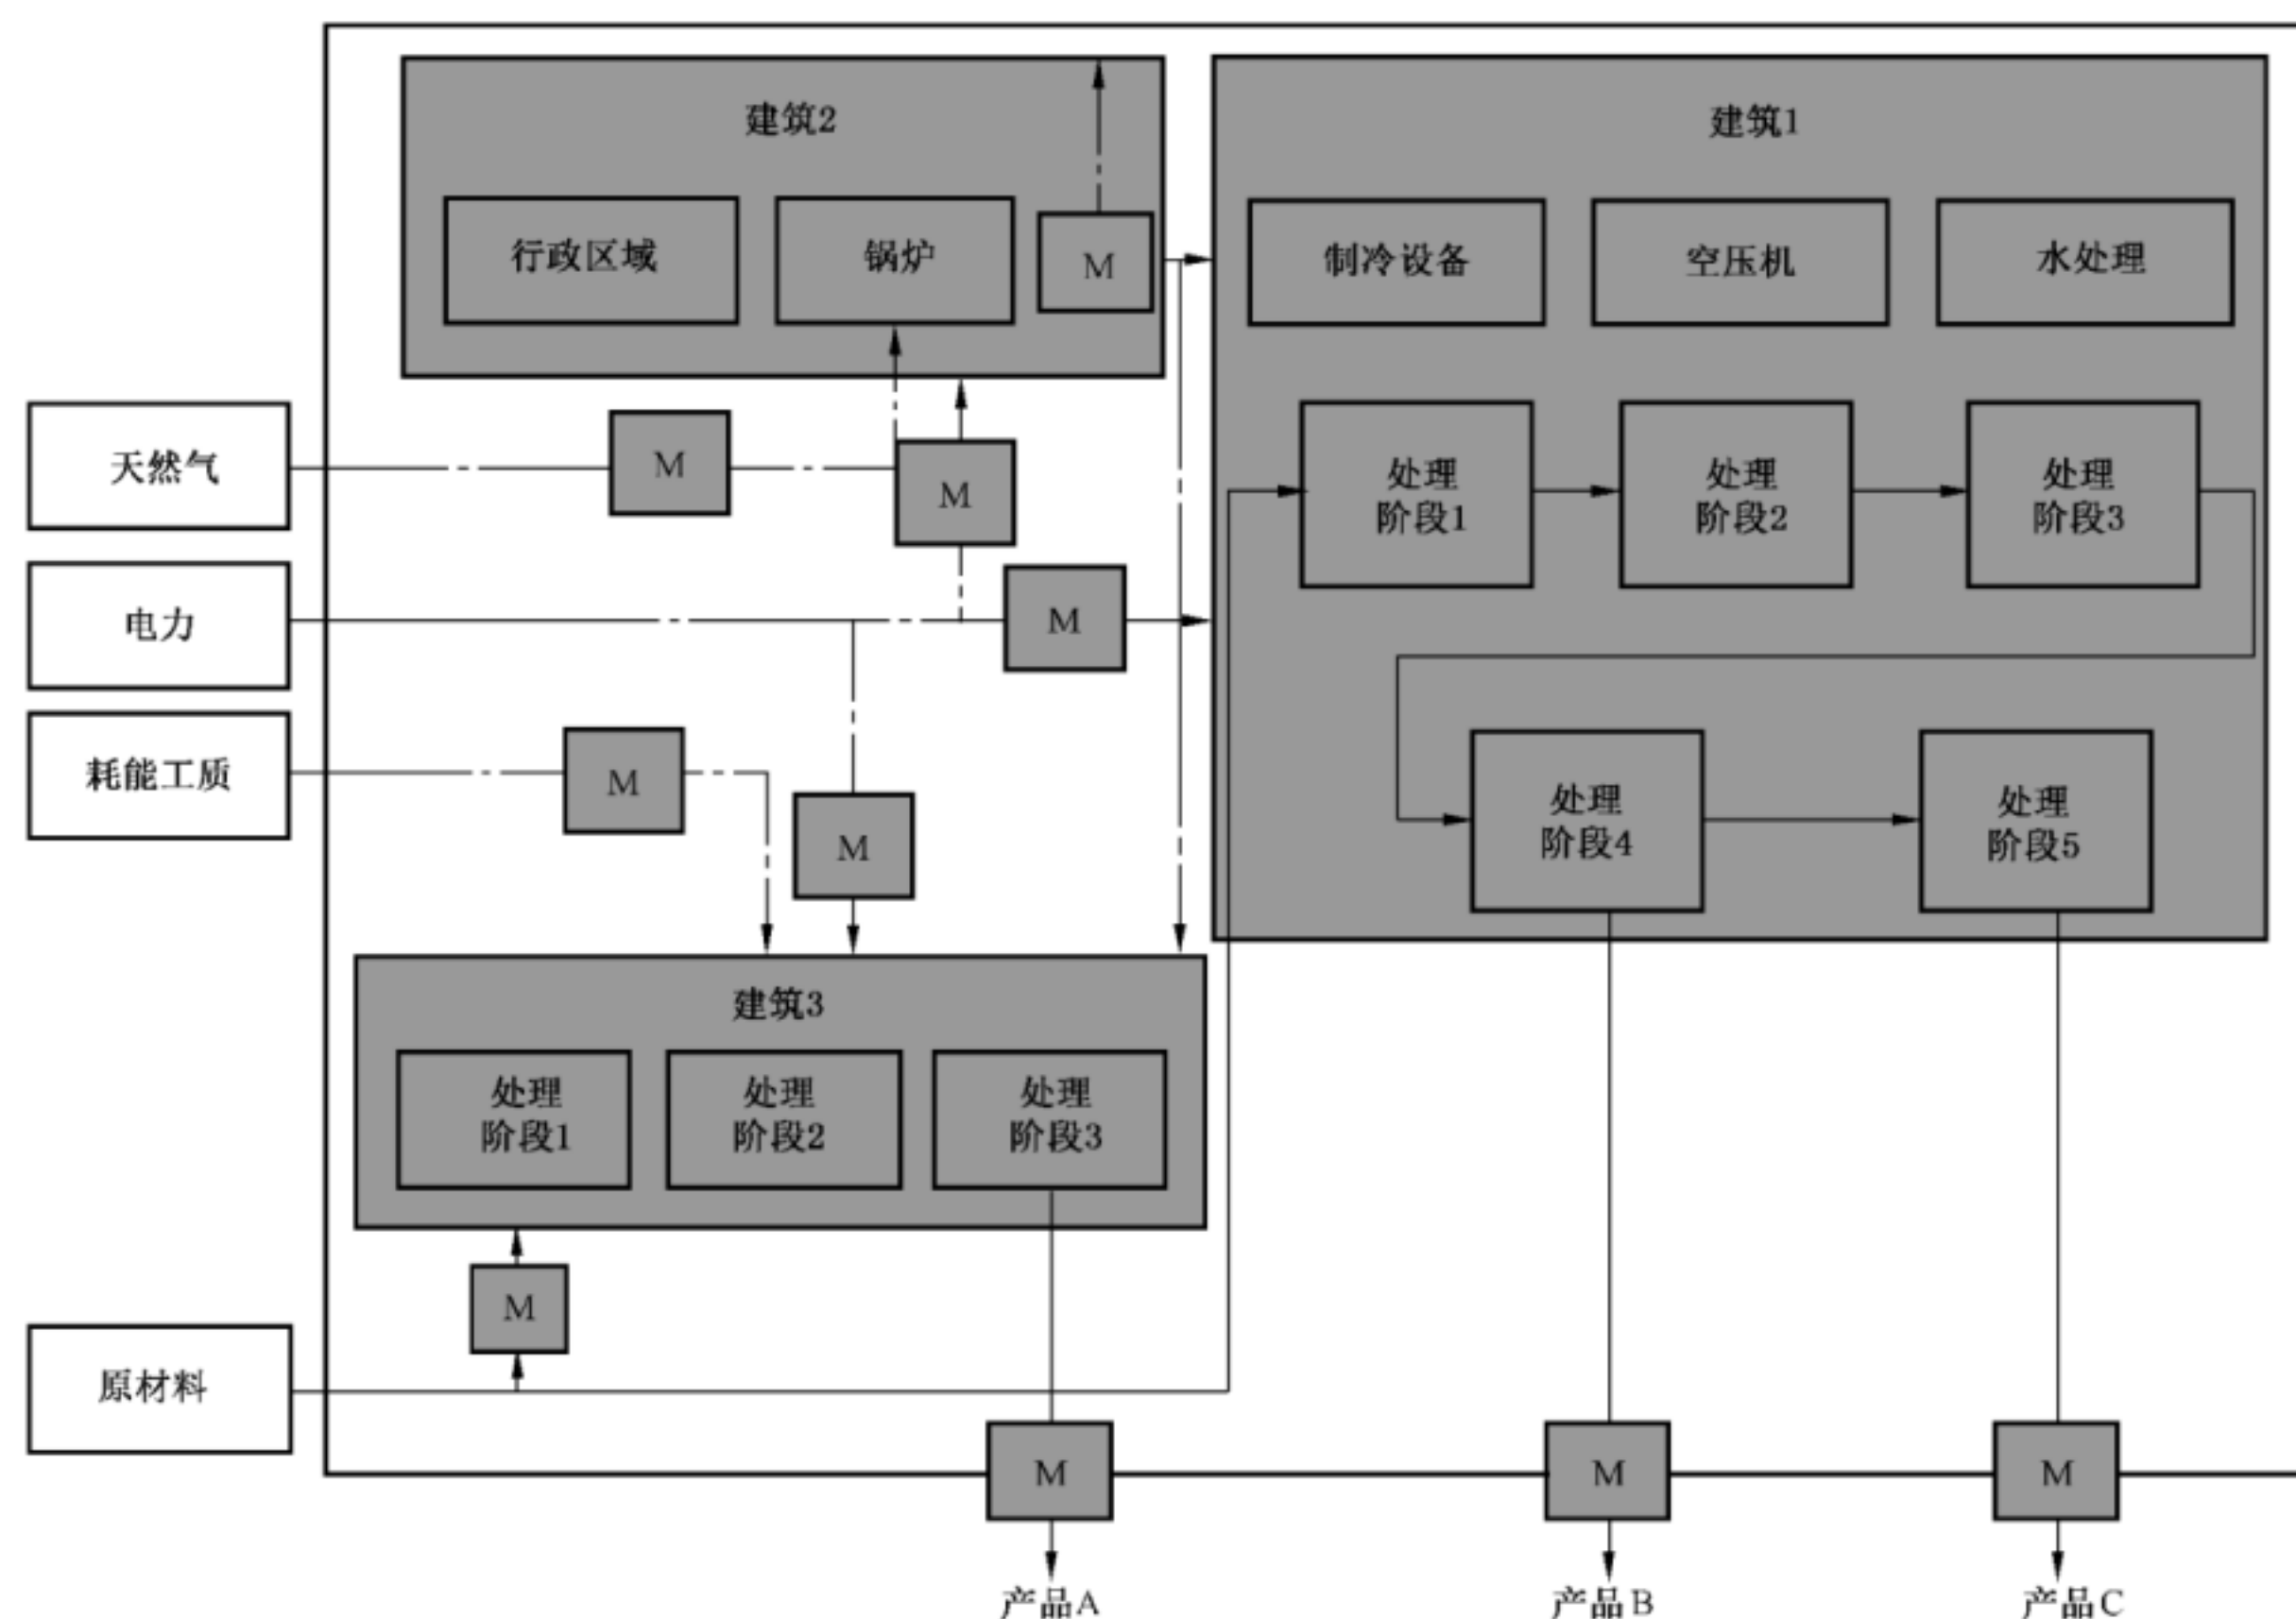 建筑2
建筑1
行政区域
锅炉
M
制冷设备
空压机
水处理
天然气
M
M
处理
阶段1
处理
阶段2
处理
阶段3
电力
M
耗能工质
M
M
处理
阶段4
处理
阶段5
建筑3
处理
阶段1
处理
阶段2
处理
阶段3
M
原材料
M
M
M
产品A
产品B
产品C